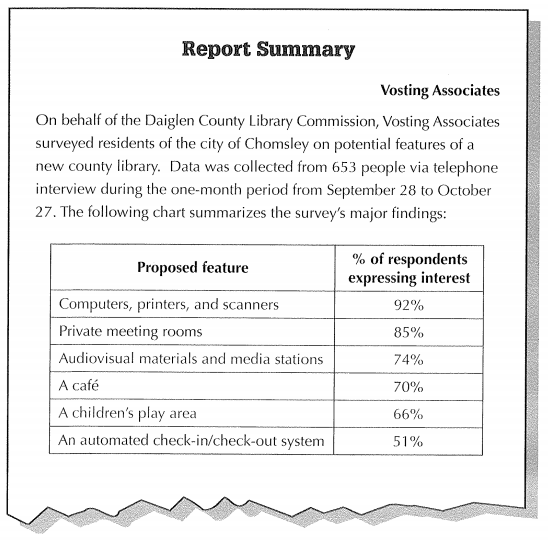 Report Summary
Vosting Associates
On behalf of the Daiglen County Library Commission, Vosting Associates
surveyed residents of the city of Chomsley on potential features of a
new county library. Data was collected from 653 people via telephone
interview during the one-month period from September 28 to October
27. The following chart summarizes the survey's major findings:
Proposed feature
% of respondents
expressing interest
Computers, printers, and scanners 92%
Private meeting rooms 85%
Audiovisual materials and media stations 74%
A café 70%
A children's play area 66%
An automated check-in/check-out system 51%